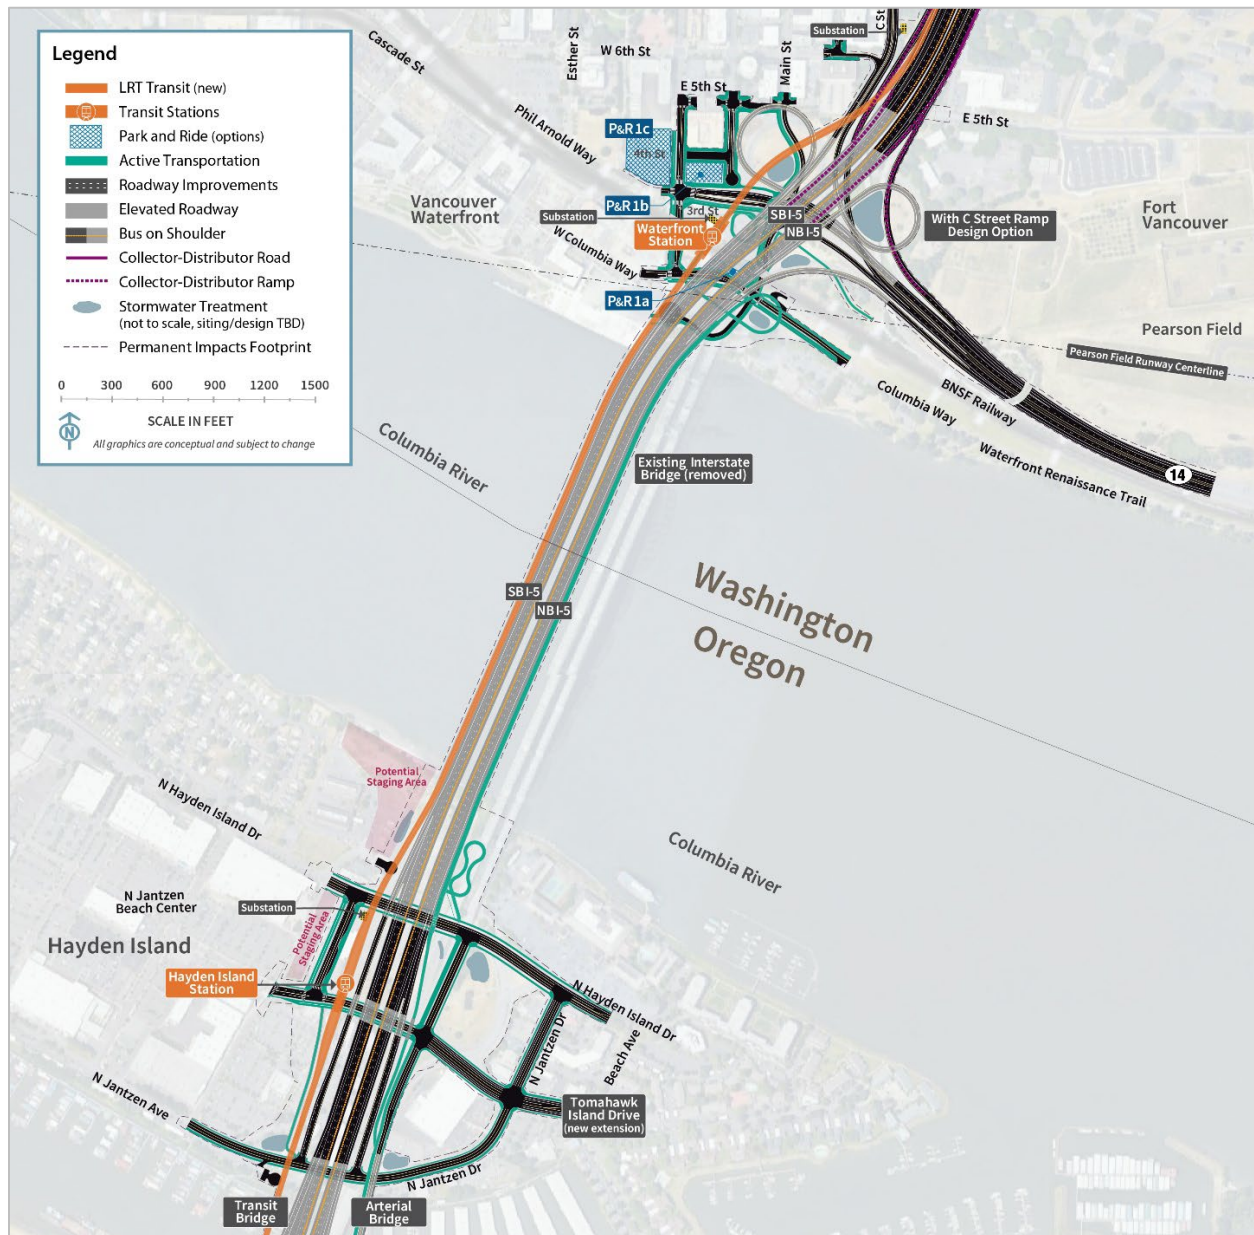 Legend
LRT Transit (new)
Transit Stations
Park and Ride (options)
Active Transportation
Roadway Improvements
Elevated Roadway
Bus on Shoulder
Collector-Distributor Road
Collector-Distributor Ramp
Stormwater Treatment
(not to scale, siting/design TBD)
Permanent Impacts Footprint
0 300 600 900 1200 1500
SCALE IN FEET
N
All graphics are conceptual and subject to change
Cascade St
Esther St
W 6th St
Main St
Substation
C St
E 5th St
E 5th St
Phil Arnold Way
P&R1c
4th St
P&R1b
Vancouver
Waterfront
Substation
3rd St
Waterfront
Station
W Columbia Way
SB I-5
NB I-5
With C Street Ramp
Design Option
Fort
Vancouver
P&R1a
Pearson Field
Pearson Field Runway Centerline
BNSF Railway
Columbia Way
Waterfront Renaissance Trail
14
Columbia River
Existing Interstate
Bridge (removed)
SB I-5
NB I-5
Washington
Oregon
Potential
Staging Area
N Hayden Island Dr
Columbia River
N Jantzen
Beach Center
Substation
Potential
Staging Area
Hayden Island
Hayden Island
Station
N Hayden Island Dr
N Jantzen Dr
Beach Ave
N Jantzen Ave
Tomahawk
Island Drive
(new extension)
N Jantzen Dr
Transit
Bridge
Arterial
Bridge